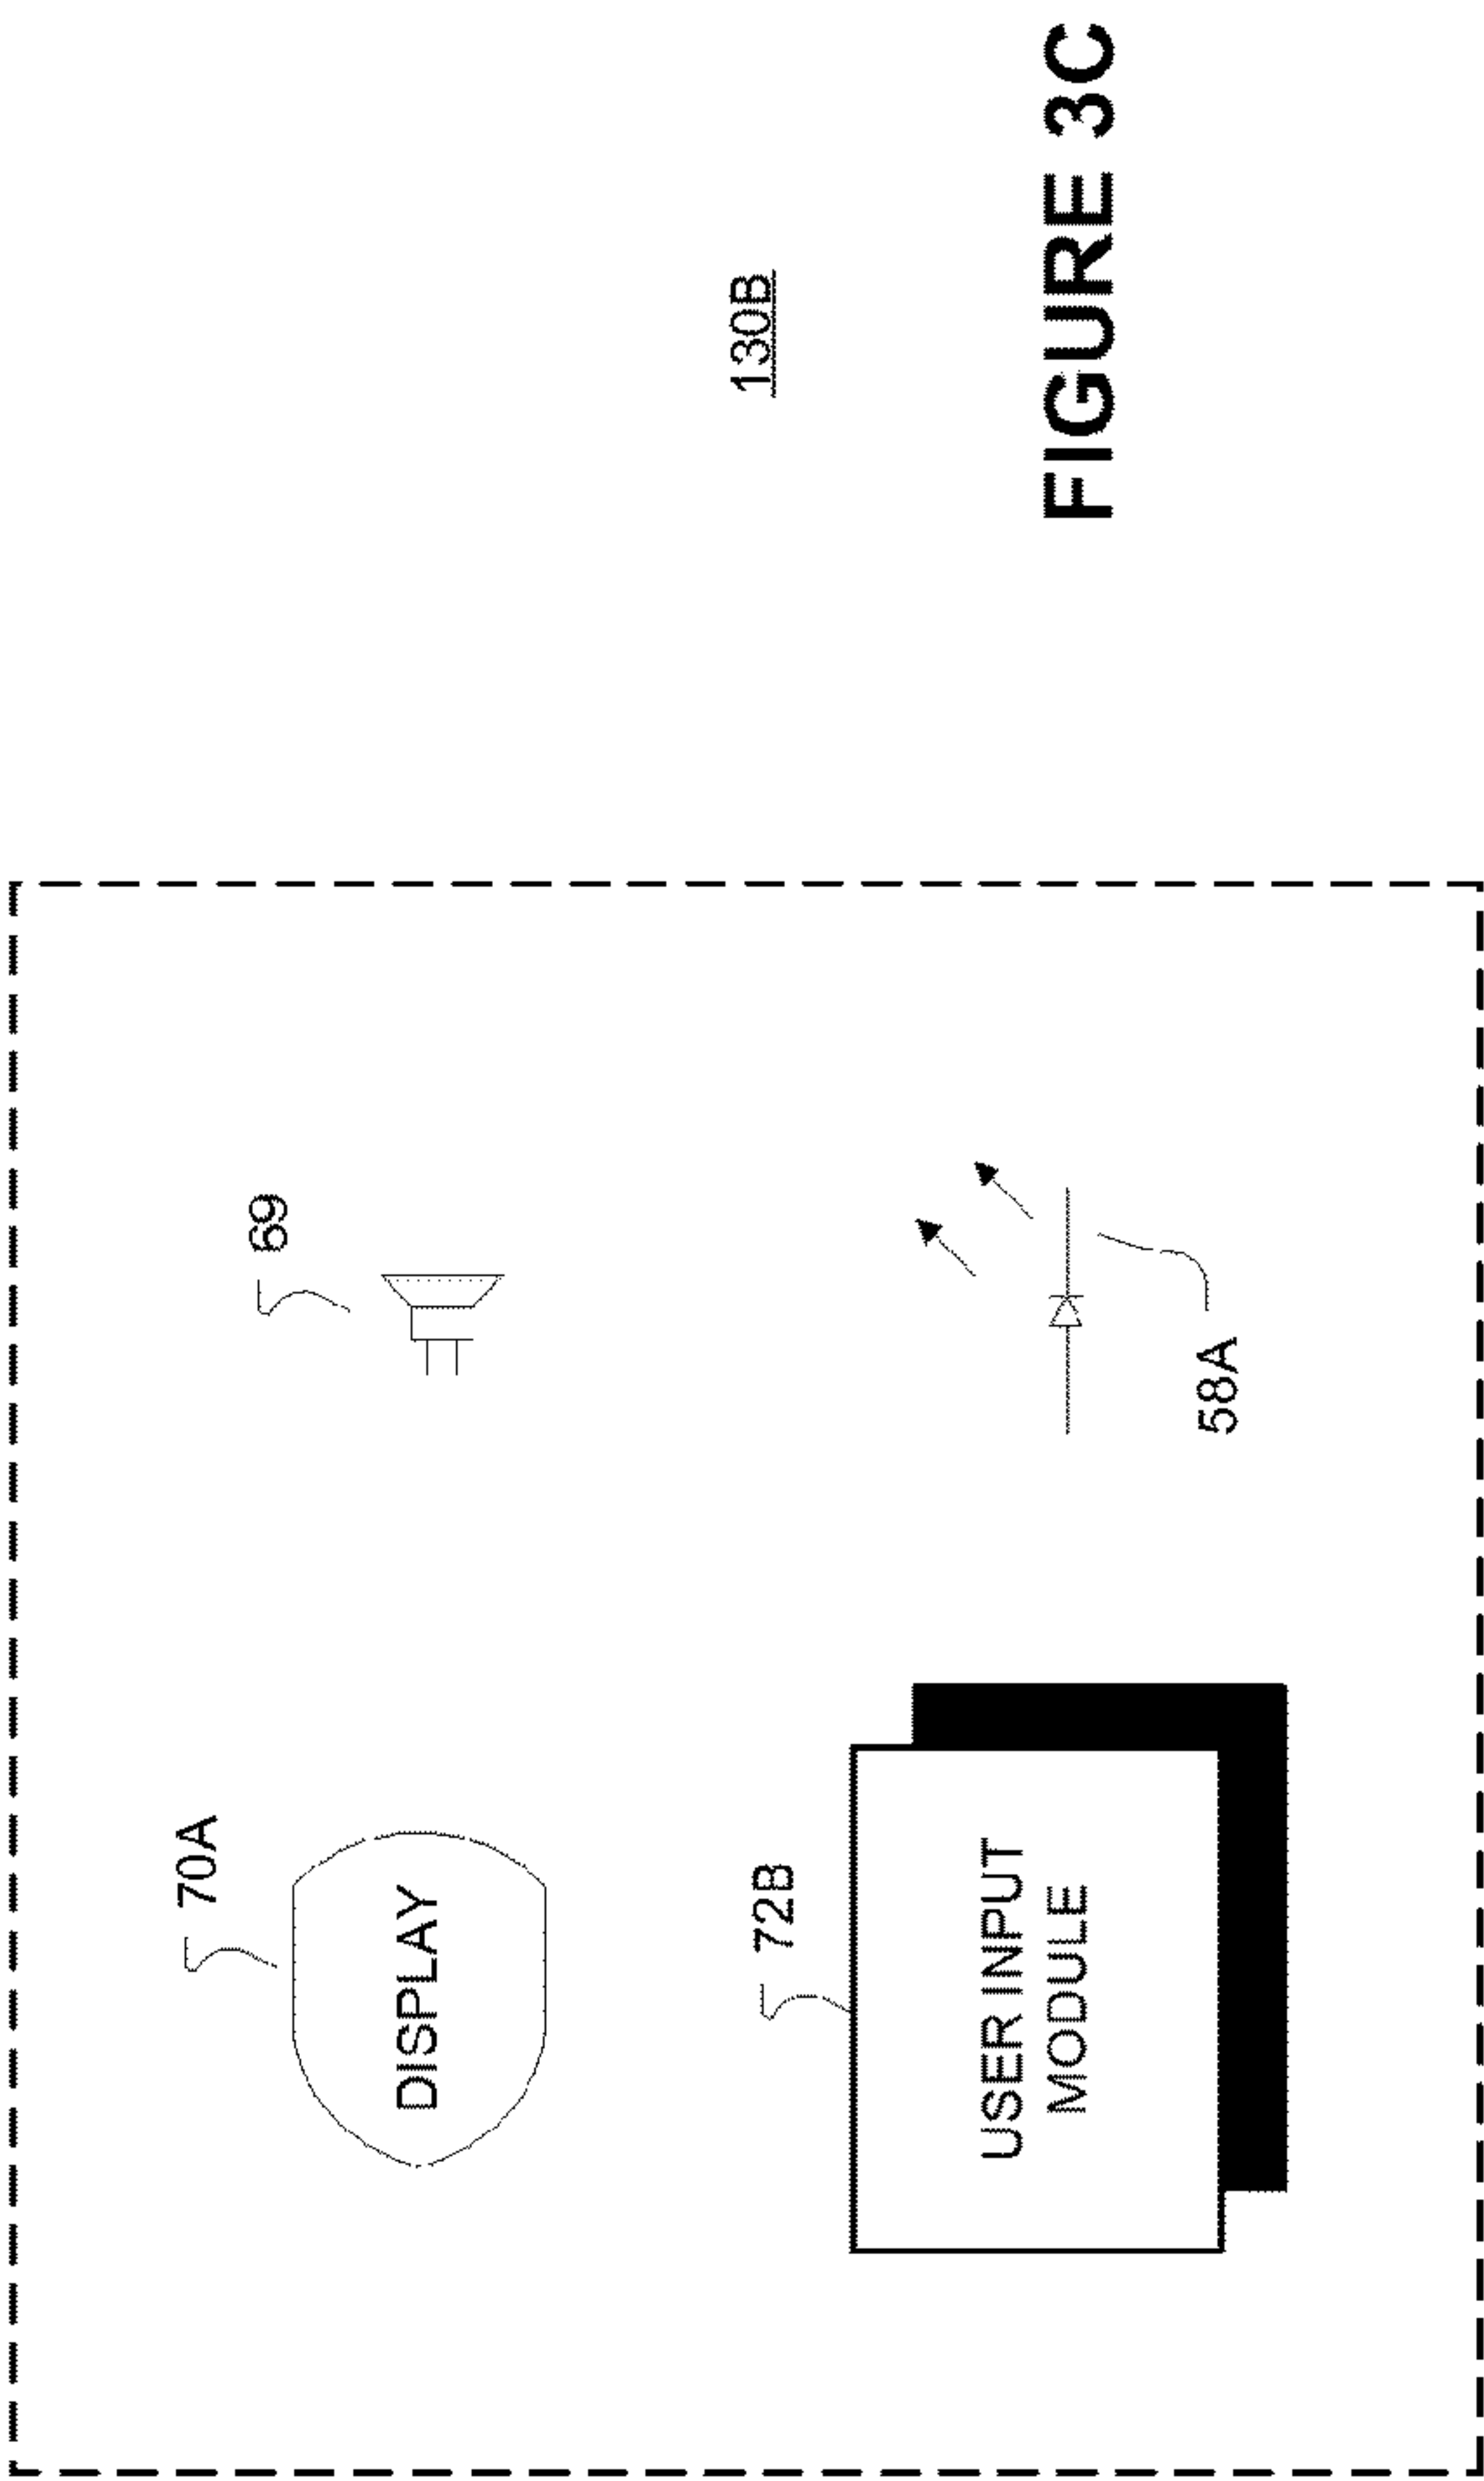 70A
DISPLAY
69
72B
USER INPUT
MODULE
58A
130B
FIGURE 3C